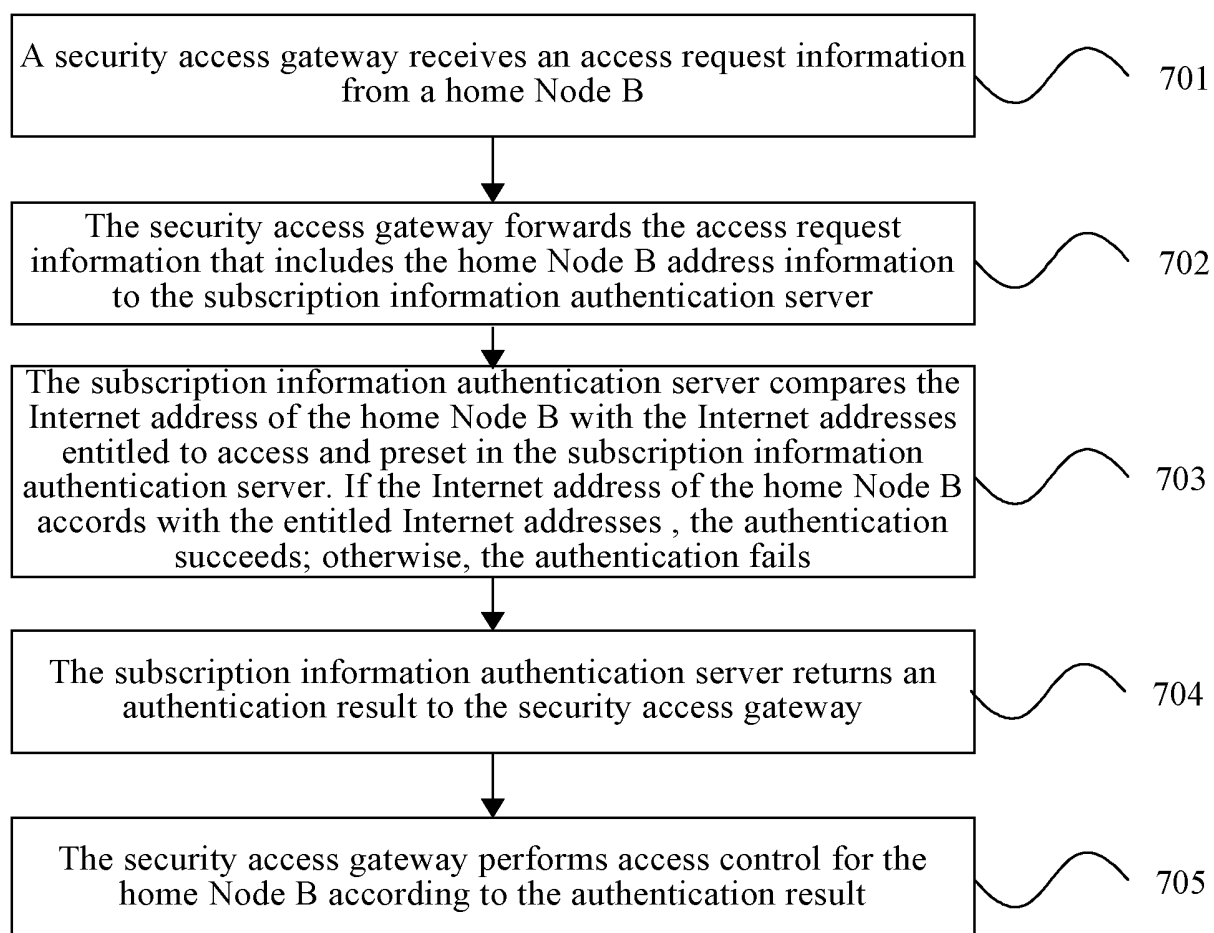 A security access gateway receives an access request information
from a home Node B
701
The security access gateway forwards the access request
information that includes the home Node B address information
to the subscription information authentication server
702
The subscription information authentication server compares the
Internet address of the home Node B with the Internet addresses
entitled to access and preset in the subscription information
authentication server. If the Internet address of the home Node B
accords with the entitled Internet addresses , the authentication
succeeds; otherwise, the authentication fails
703
The subscription information authentication server returns an
authentication result to the security access gateway
704
The security access gateway performs access control for the
home Node B according to the authentication result
705